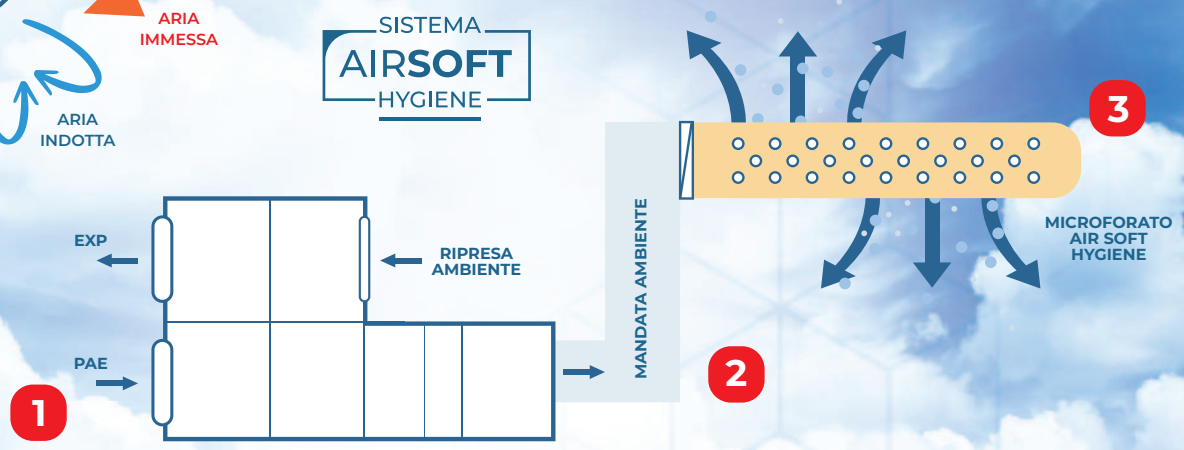 ARIA
IMMESSA
ARIA
INDOTTA
SISTEMA
AIRSOFT
HYGIENE
EXP
RIPRESA
AMBIENTE
PAE
1
MANDATA AMBIENTE
2
3
MICROFORATO
AIR SOFT
HYGIENE